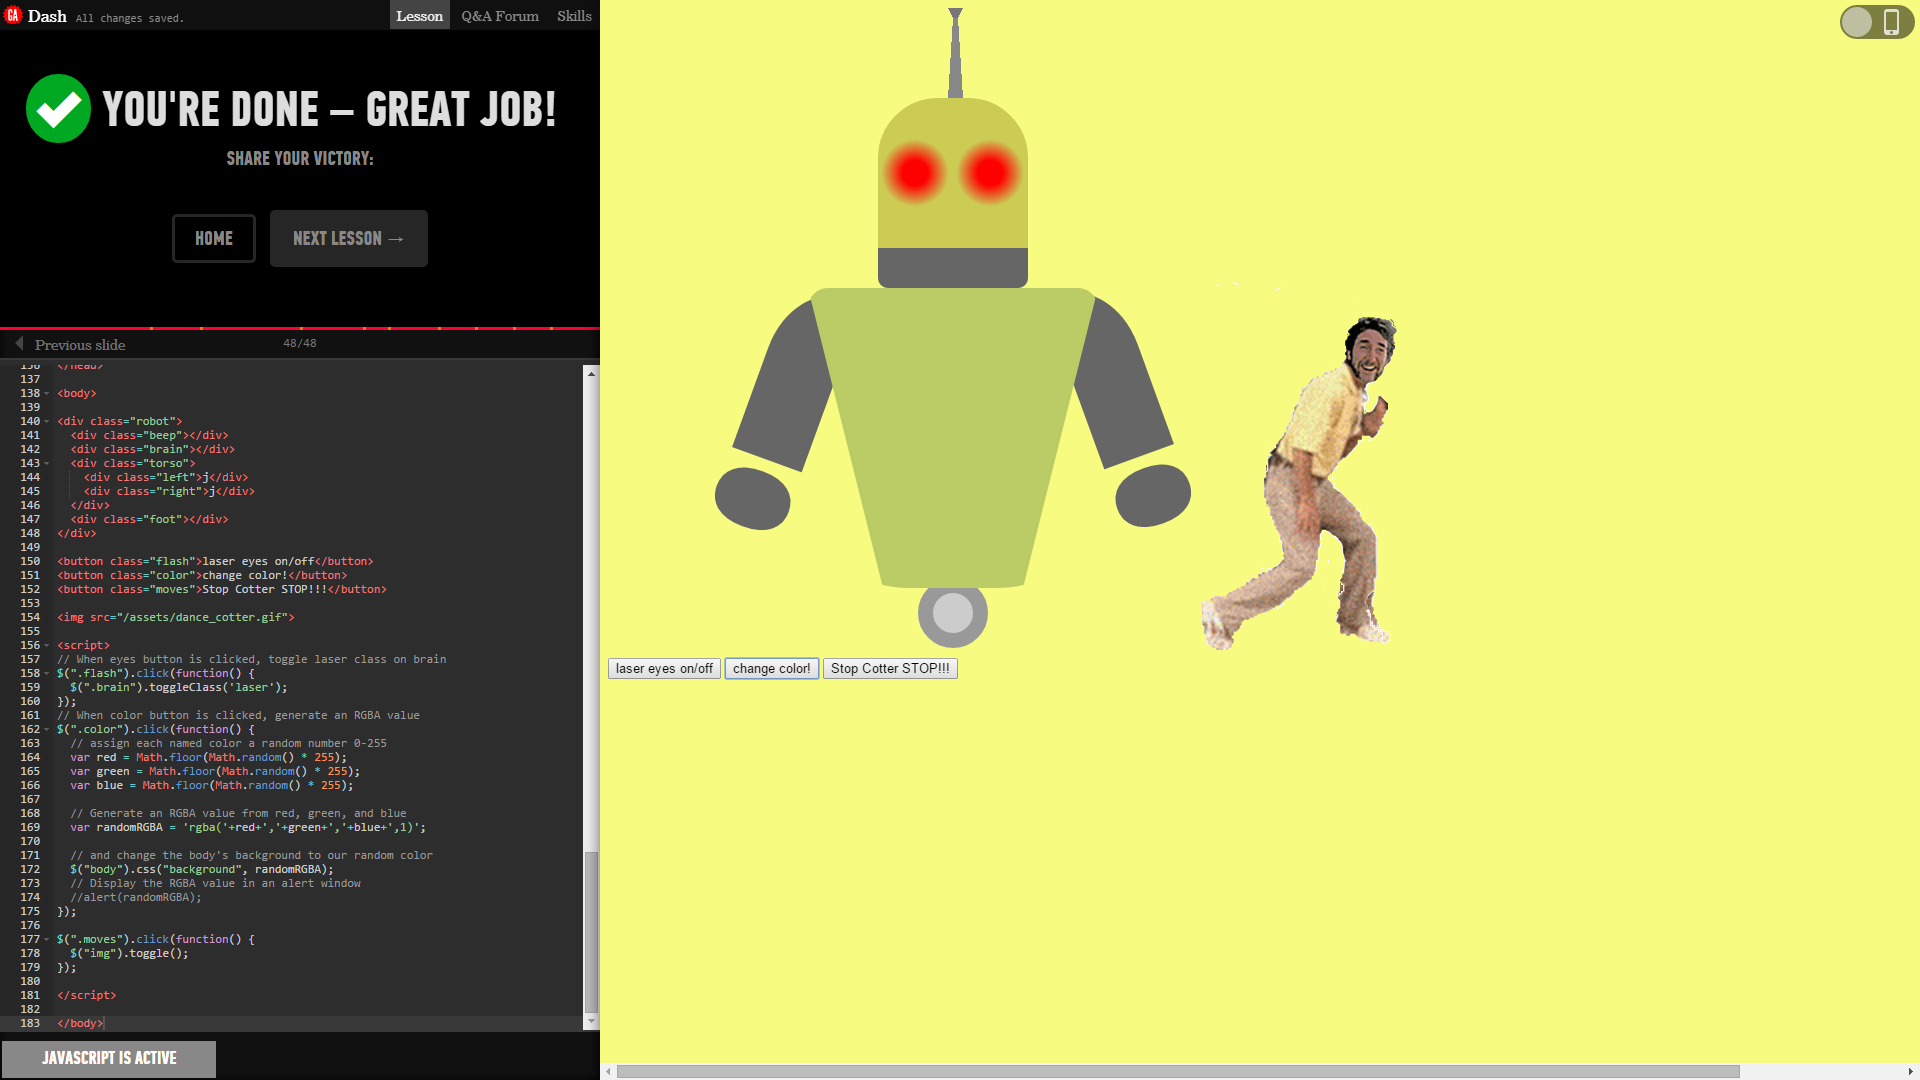 GA Dash All changes saved. Lesson Q&A Forum Skills
YOU'RE DONE — GREAT JOB!
SHARE YOUR VICTORY:
HOME NEXT LESSON →
Previous slide 48/48
136 </head>
137
138 <body>
139
140 <div class="robot">
141 <div class="beep"></div>
142 <div class="brain"></div>
143 <div class="torso">
144 <div class="left">j</div>
145 <div class="right">j</div>
146 </div>
147 <div class="foot"></div>
148 </div>
149
150 <button class="flash">laser eyes on/off</button>
151 <button class="color">change color!</button>
152 <button class="moves">Stop Cotter STOP!!!</button>
153
154 <img src="/assets/dance_cotter.gif">
155
156 <script>
157 // When eyes button is clicked, toggle laser class on brain
158 $(".flash").click(function() {
159 $(".brain").toggleClass('laser');
160 });
161 // When color button is clicked, generate an RGBA value
162 $(".color").click(function() {
163 // assign each named color a random number 0-255
164 var red = Math.floor(Math.random() * 255);
165 var green = Math.floor(Math.random() * 255);
166 var blue = Math.floor(Math.random() * 255);
167
168 // Generate an RGBA value from red, green, and blue
169 var randomRGBA = 'rgba('+red+','+green+','+blue+',1)';
170
171 // and change the body's background to our random color
172 $("body").css("background", randomRGBA);
173 // Display the RGBA value in an alert window
174 //alert(randomRGBA);
175 });
176
177 $(".moves").click(function() {
178 $("img").toggle();
179 });
180
181 </script>
182
183 </body>
JAVASCRIPT IS ACTIVE
laser eyes on/off change color! Stop Cotter STOP!!!